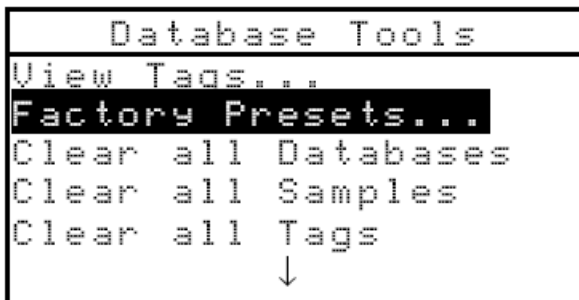 Database Tools
View Tags...
Factory Presets...
Clear all Databases
Clear all Samples
Clear all Tags
↓